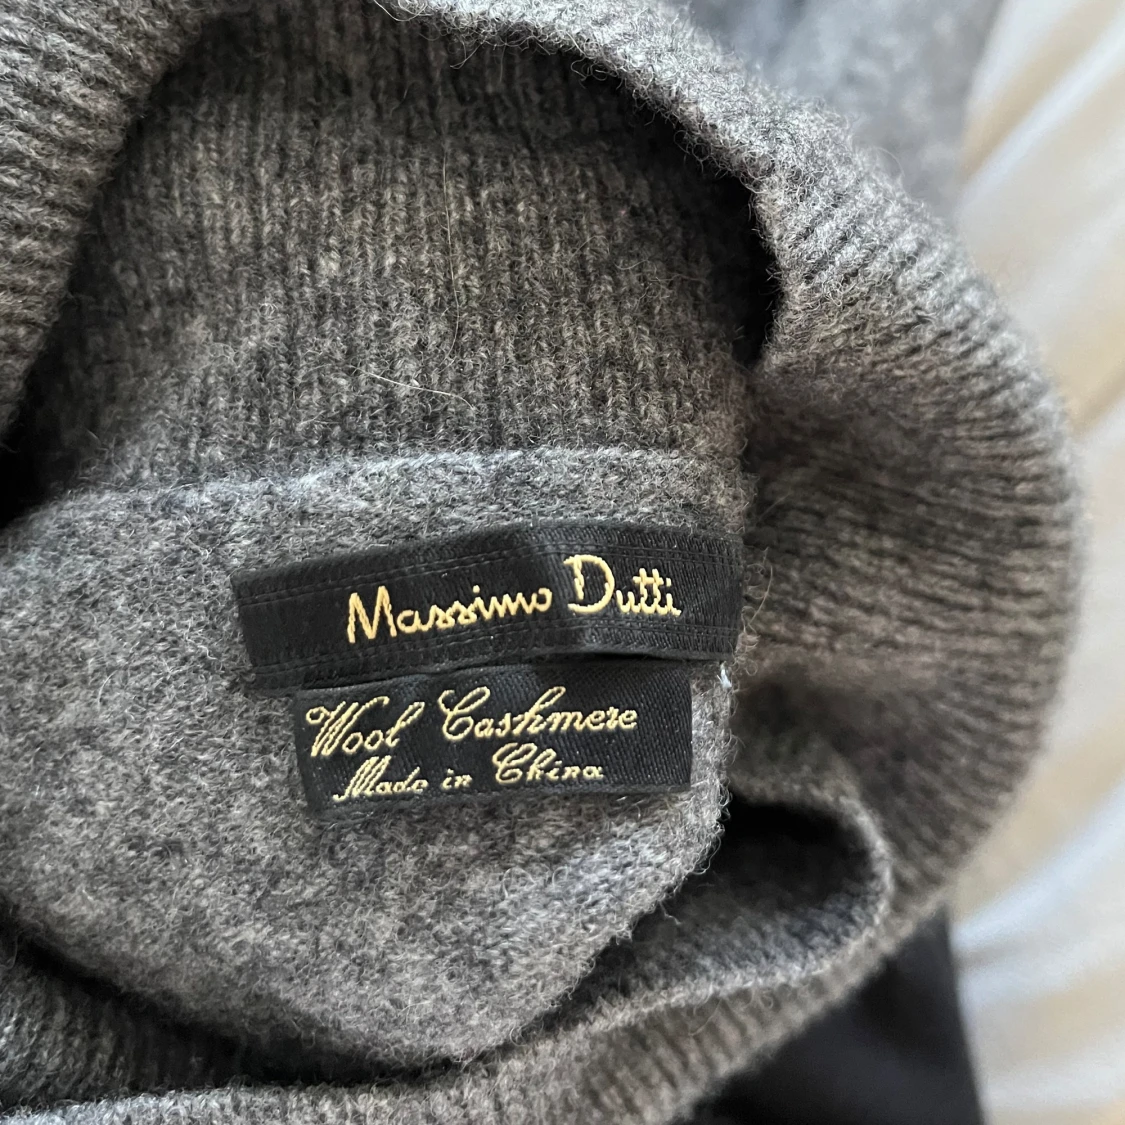 Massimo Dutti
Wool Cashmere
Made in China